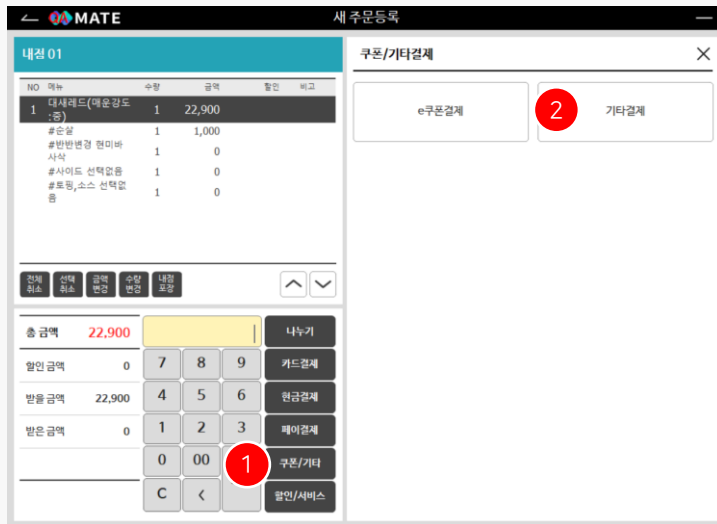 MATE
새 주문등록
내점 01
NO 메뉴 수량 금액 할인 비고
1 대새레드(매운강도:중) 1 22,900
#순살 1 1,000
#반반변경 현미바사삭 1 0
#사이드 선택없음 1 0
#토핑,소스 선택없음 1 0
전체취소 선택취소 금액변경 수량변경 내점포장
총 금액 22,900
할인 금액 0
받을 금액 22,900
받은 금액 0
7 8 9
4 5 6
1 2 3
0 00
C <
나누기
카드결제
현금결제
페이결제
1 쿠폰/기타
할인/서비스
쿠폰/기타결제
e쿠폰결제
2 기타결제